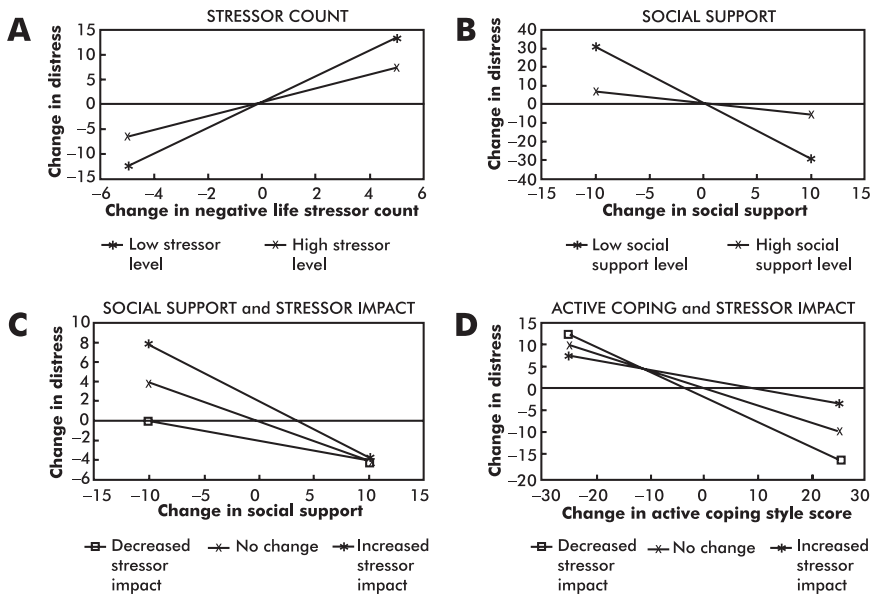 A
STRESSOR COUNT
Change in distress
15
10
5
0
−5
−10
−15
−6
−4
−2
0
2
4
6
Change in negative life stressor count
Low stressor
level
High stressor
level
B
SOCIAL SUPPORT
Change in distress
40
30
20
10
0
−10
−20
−30
40
−15
−10
−5
0
5
10
15
Change in social support
Low social
support level
High social
support level
C
SOCIAL SUPPORT and STRESSOR IMPACT
Change in distress
10
8
6
4
2
0
−2
−4
−6
−15
−10
−5
0
5
10
15
Change in social support
Decreased
stressor
impact
No change
Increased
stressor
impact
D
ACTIVE COPING and STRESSOR IMPACT
Change in distress
15
10
5
0
−5
−10
−15
20
−30
−20
−10
0
10
20
30
Change in active coping style score
Decreased
stressor
impact
No change
Increased
stressor
impact